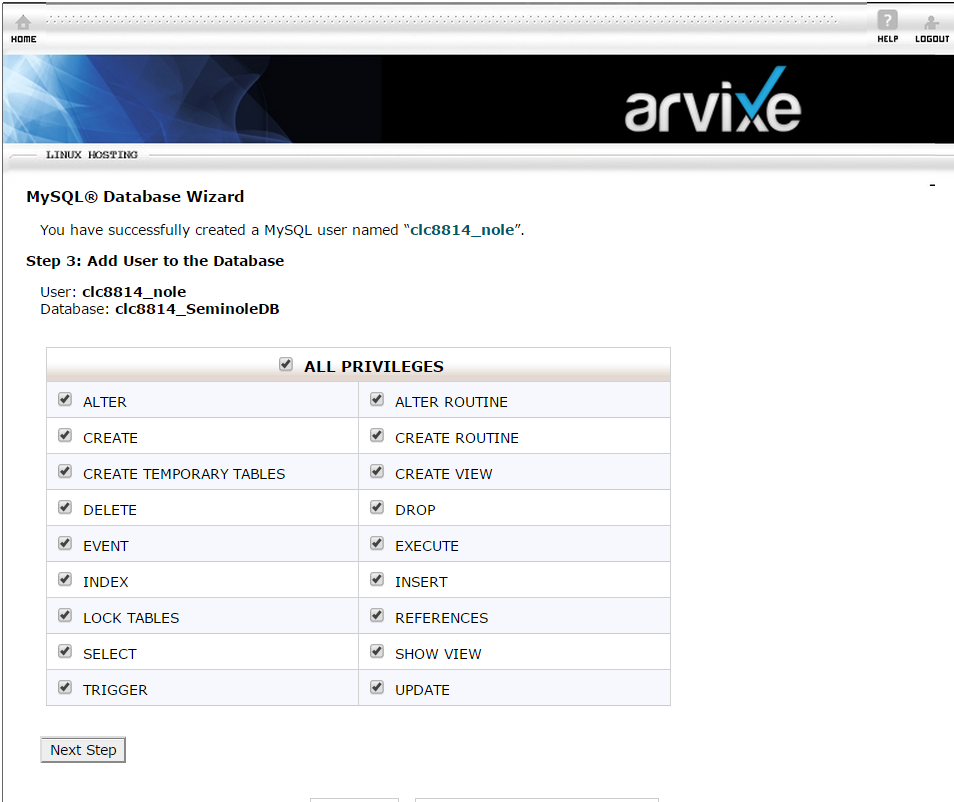 HOME
HELP LOGOUT
arvixe
LINUX HOSTING
MySQL® Database Wizard
You have successfully created a MySQL user named “clc8814_nole”.
Step 3: Add User to the Database
User: clc8814_nole
Database: clc8814_SeminoleDB
ALL PRIVILEGES
ALTER ALTER ROUTINE
CREATE CREATE ROUTINE
CREATE TEMPORARY TABLES CREATE VIEW
DELETE DROP
EVENT EXECUTE
INDEX INSERT
LOCK TABLES REFERENCES
SELECT SHOW VIEW
TRIGGER UPDATE
Next Step